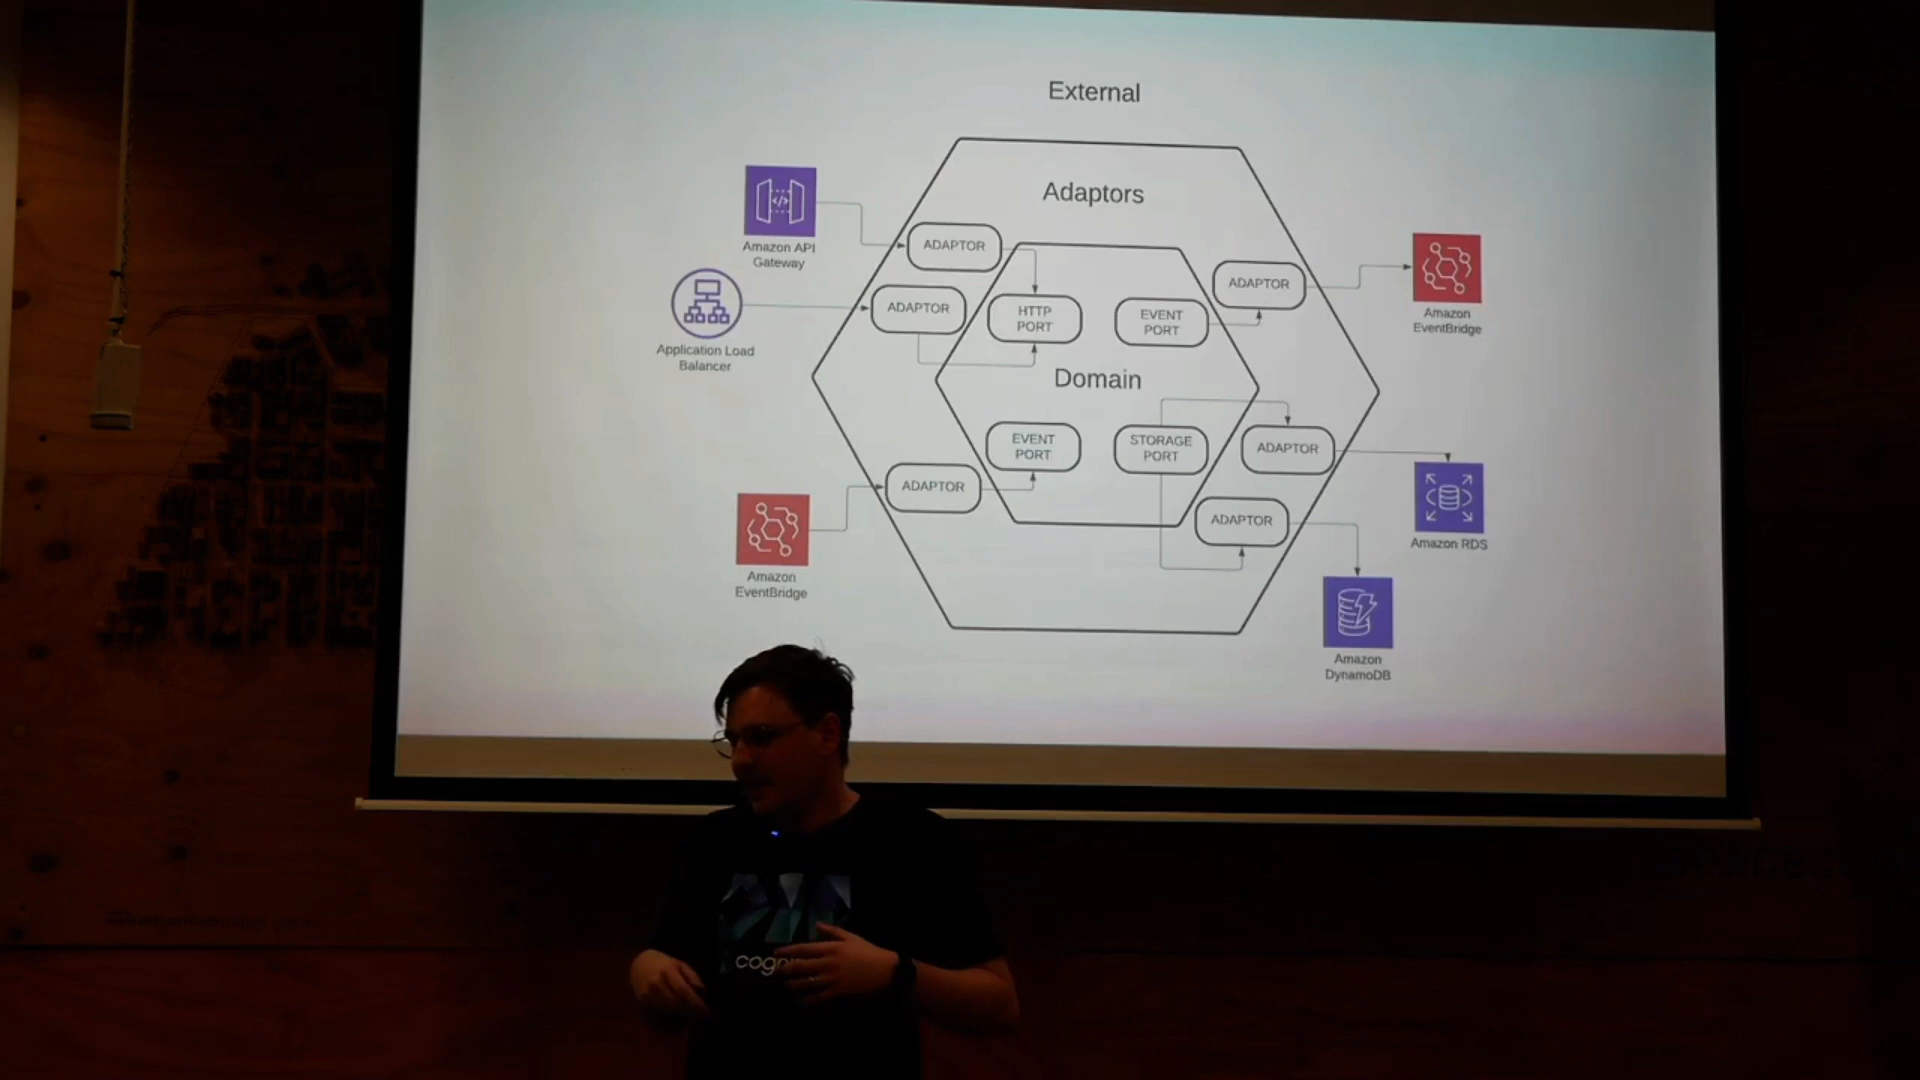 External
Adaptors
Amazon API
Gateway
ADAPTOR
Application Load
Balancer
ADAPTOR
HTTP
PORT
EVENT
PORT
ADAPTOR
Amazon
EventBridge
Domain
EVENT
PORT
STORAGE
PORT
ADAPTOR
Amazon RDS
ADAPTOR
Amazon
EventBridge
ADAPTOR
Amazon
DynamoDB